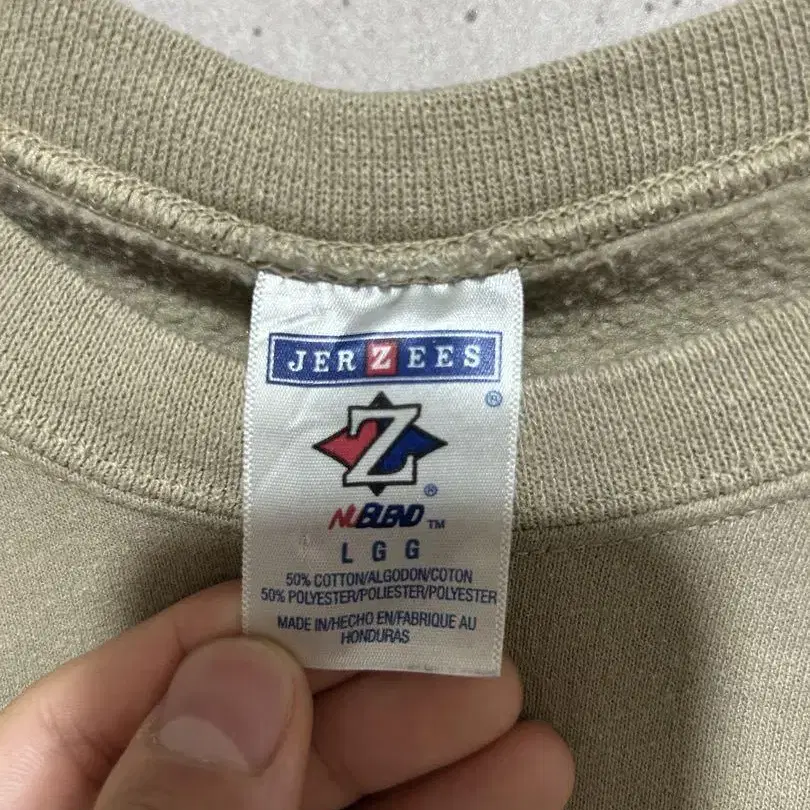 JERZEES
®
Z
®
NUBLEND™
L G G
50% COTTON/ALGODON/COTON
50% POLYESTER/POLIESTER/POLYESTER
MADE IN/HECHO EN/FABRIQUE AU
HONDURAS